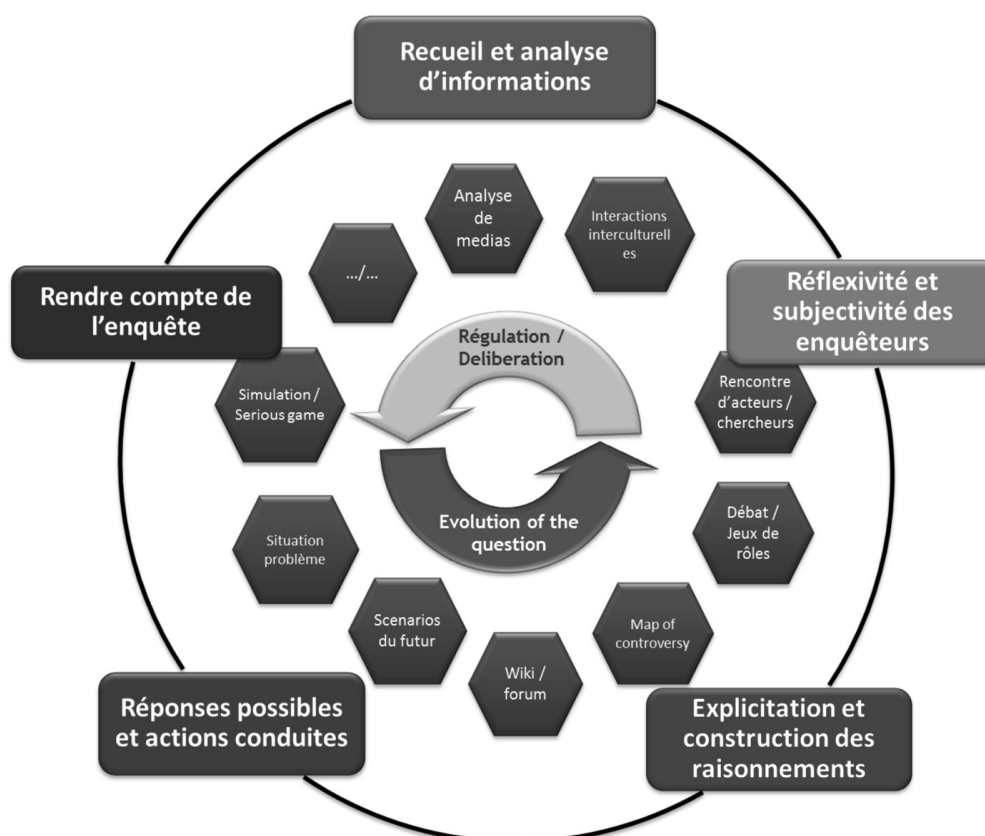 Recueil et analyse
d'informations
Analyse
de
medias
Interactions
interculturell
es
.../...
Rendre compte de
l'enquête
Réflexivité et
subjectivité des
enquêteurs
Régulation /
Deliberation
Simulation /
Serious game
Rencontre
d'acteurs /
chercheurs
Evolution of the
question
Situation
problème
Débat /
Jeux de
rôles
Scenarios
du futur
Wiki /
forum
Map of
controversy
Réponses possibles
et actions conduites
Explicitation et
construction des
raisonnements